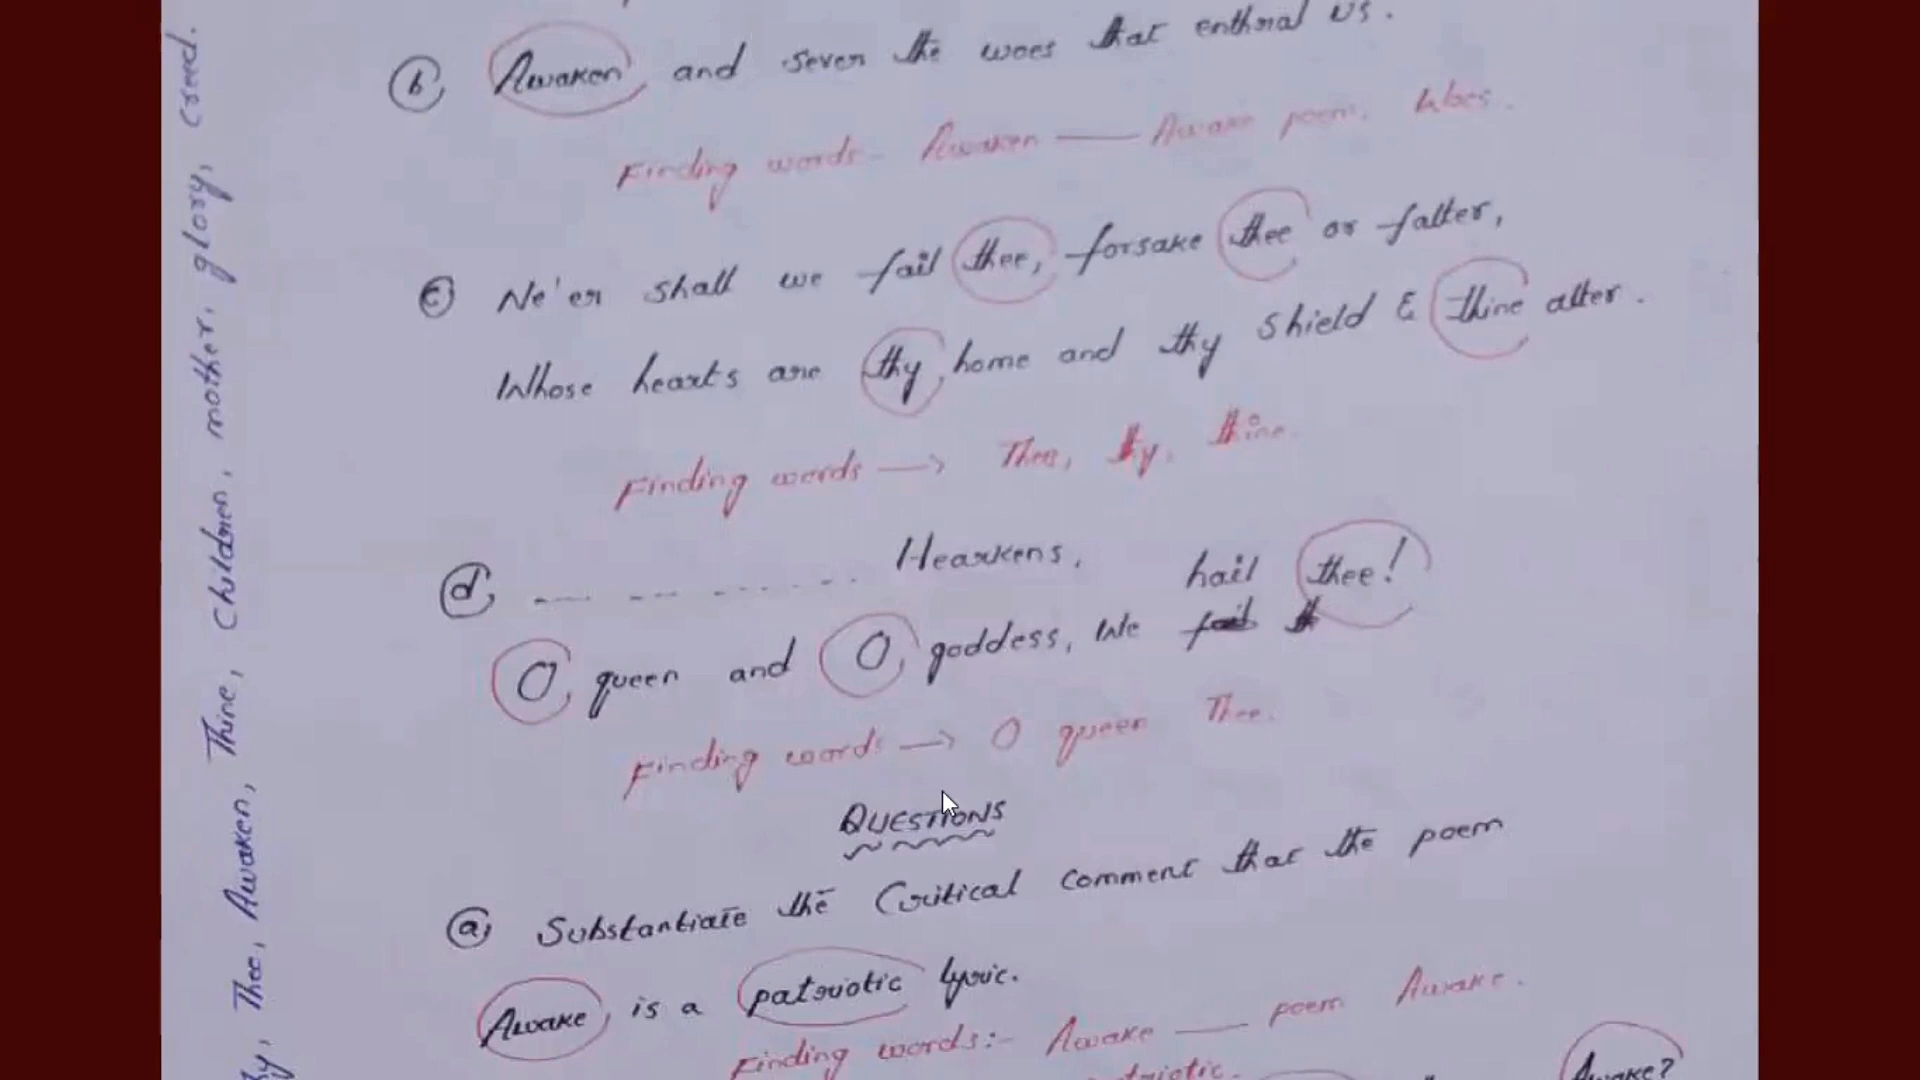 b, Awaken and sever the woes that enthral us.
Finding words - Awaken — Awake poem, Woes.
c) Ne'er shall we fail thee, forsake thee or falter,
Whose hearts are thy home and thy shield & thine alter.
Finding words → Thee, thy, thine.
d, Hearkens,
O, queen and O, goddess, We hail thee!
Finding words → O queen Thee.
QUESTIONS
a) Substantiate the Critical comment that the poem
Awake, is a patriotic lyric.
Finding words:- Awake — poem Awake.
Awake?
Thee, Awaken, Thine, Children, mother, glory, creed.